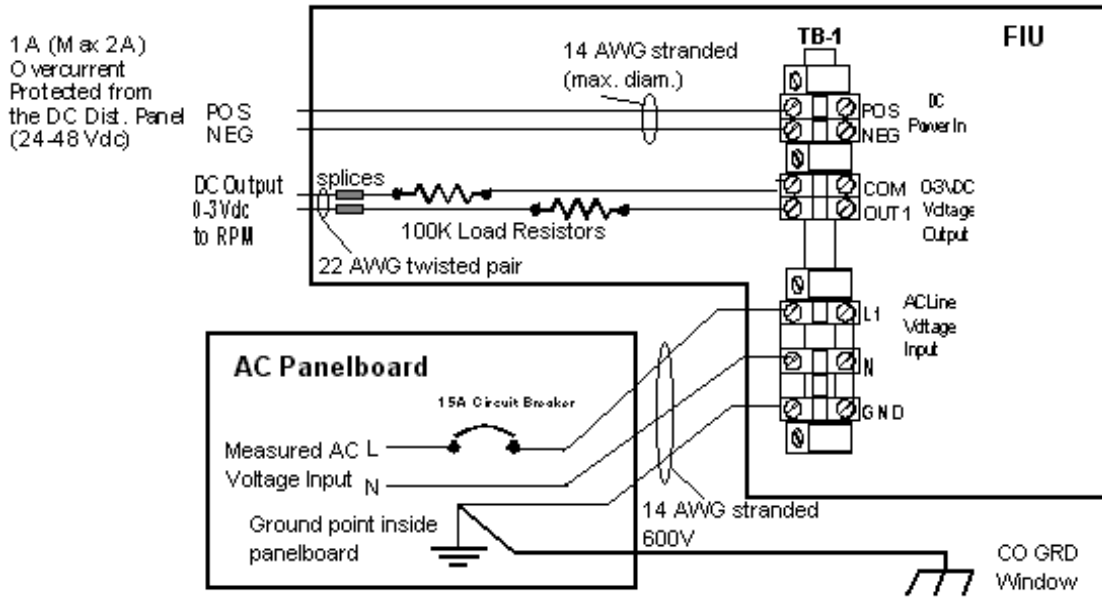 1A (Max 2A)
Overcurrent
Protected from
the DC Dist. Panel
(24-48 Vdc)
POS
NEG
14 AWG stranded
(max. diam.)
TB-1
FIU
POS
NEG
DC
Power In
DC Output
0-3Vdc
to RPM
splices
100K Load Resistors
22 AWG twisted pair
COM
OUT1
0-3VDC
Voltage
Output
L1
N
GND
AC Line
Voltage
Input
AC Panelboard
15A Circuit Breaker
Measured AC L
Voltage Input N
Ground point inside
panelboard
14 AWG stranded
600V
CO GRD
Window